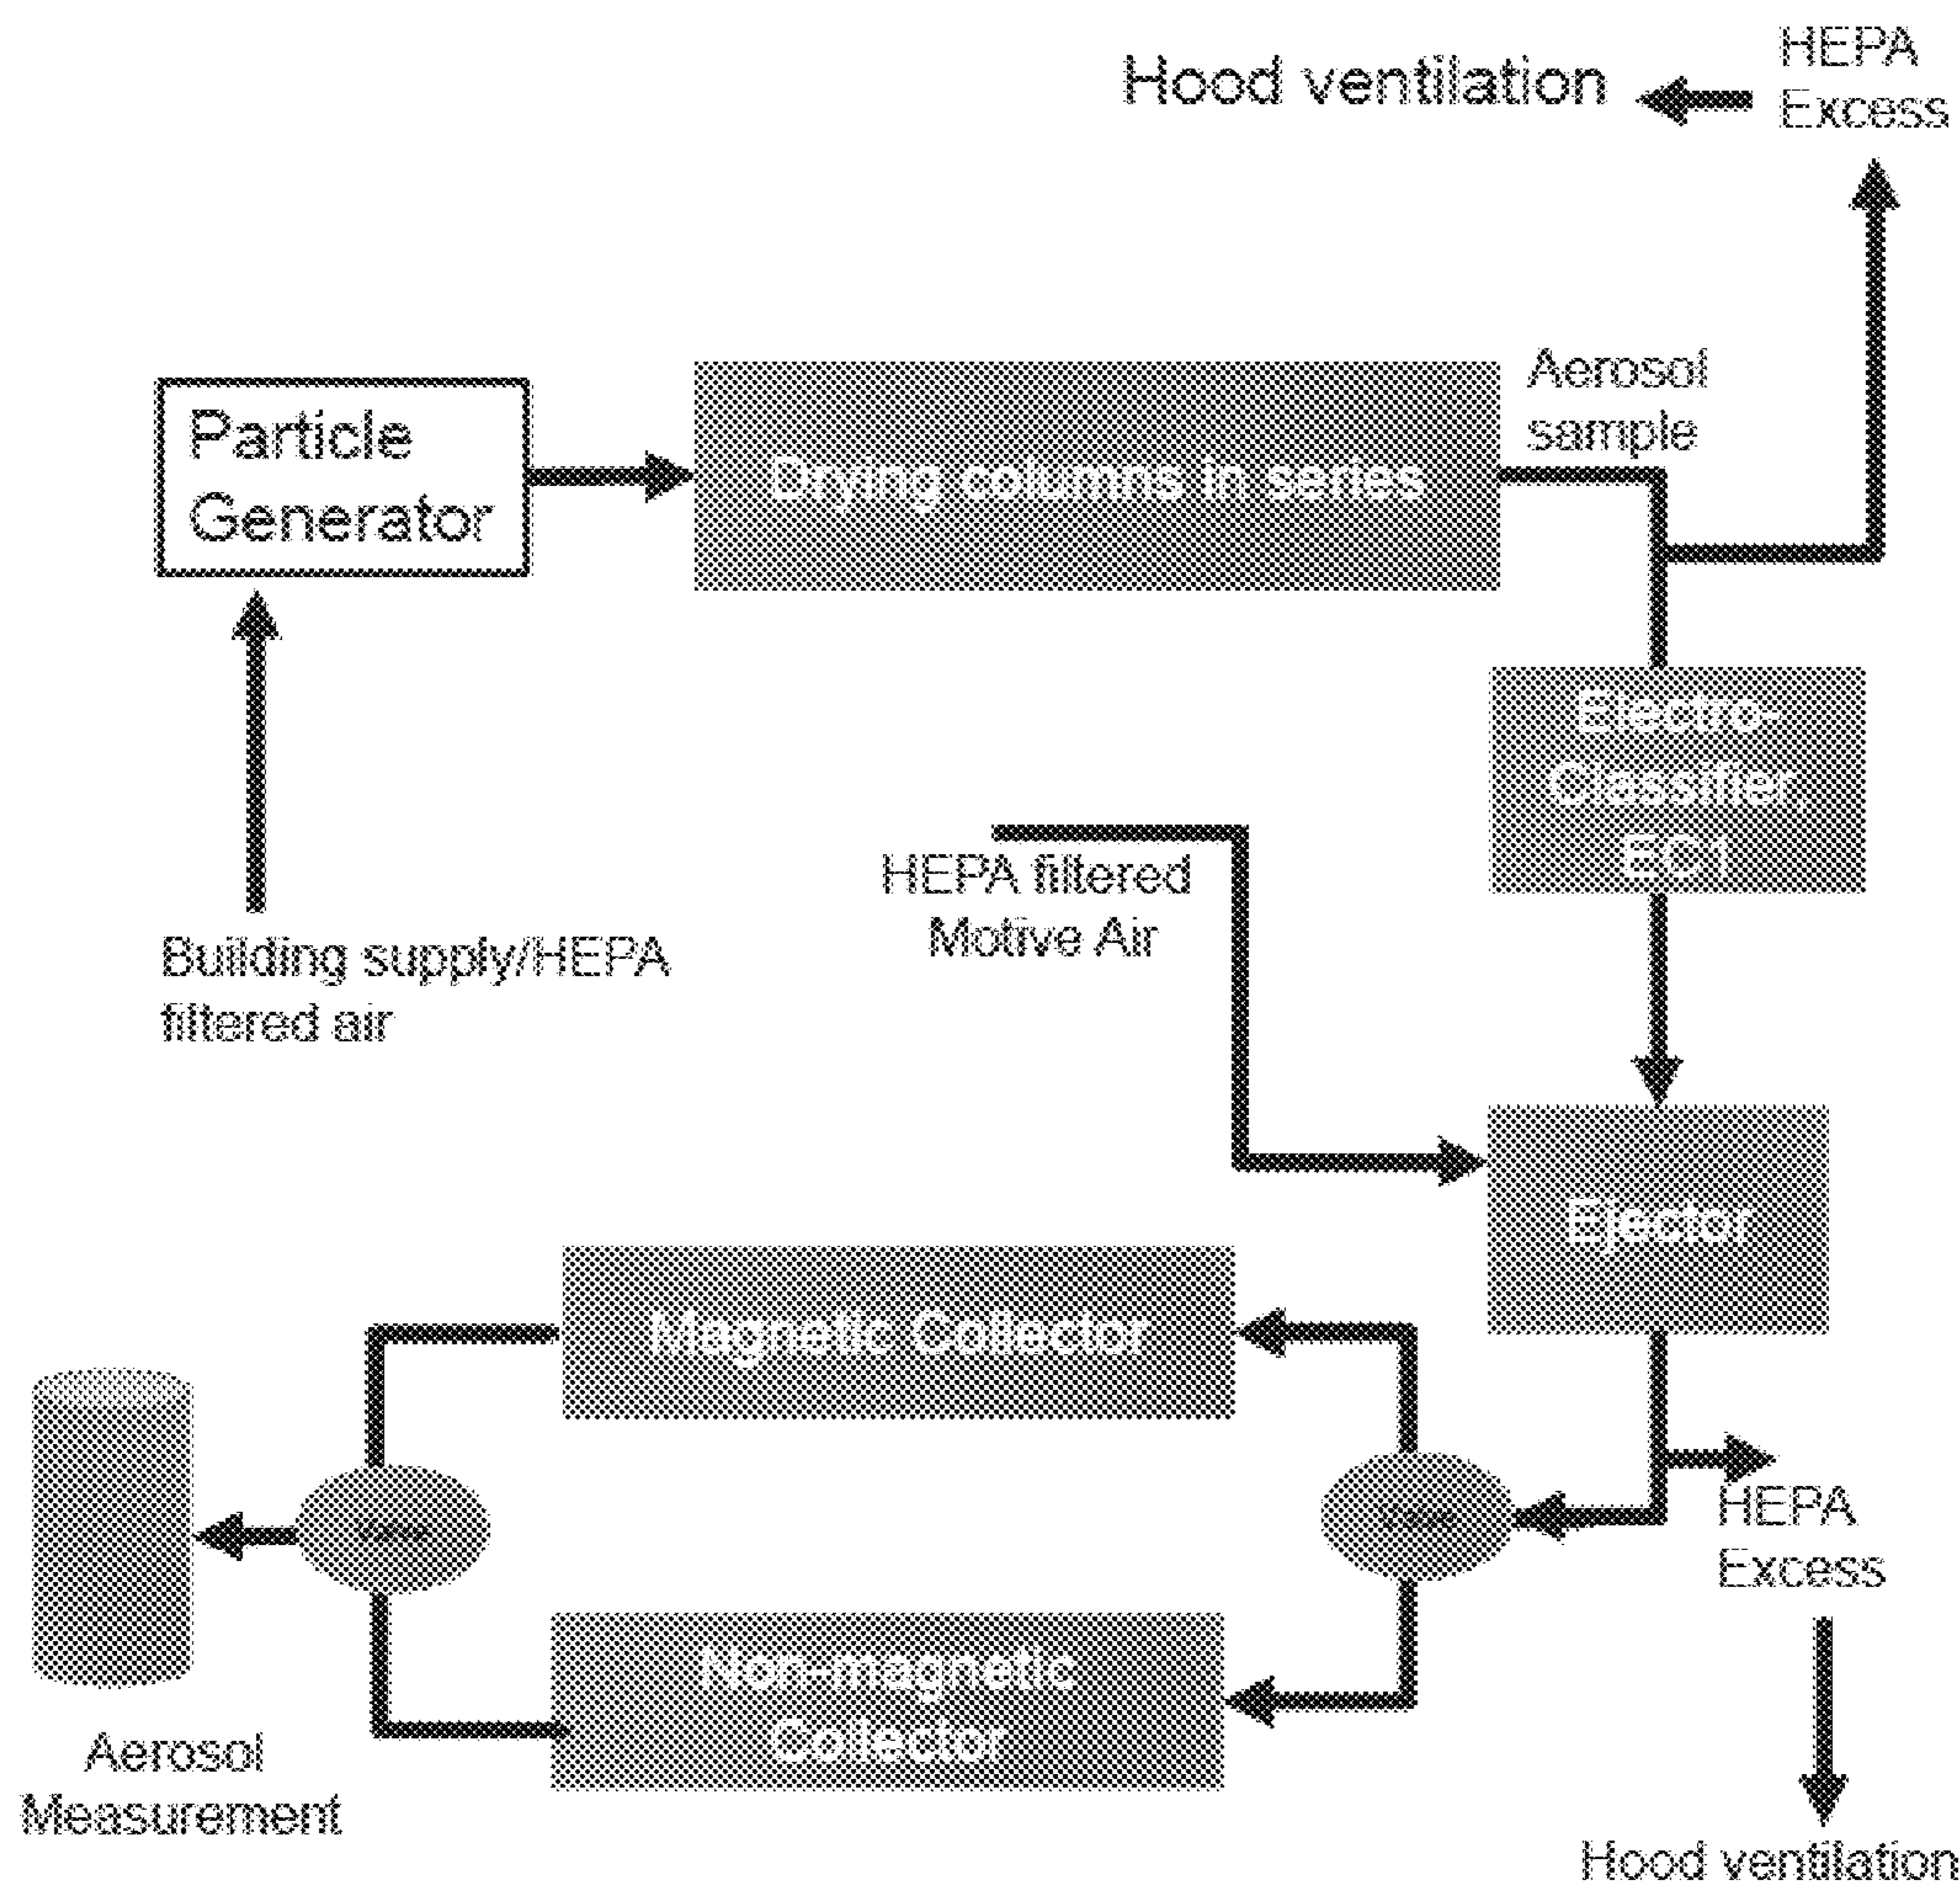 HEPA
Hood ventilation
Excess
Aerosol
sample
Particle
Generator
Drying columns in series
Electro-
Classifier,
EC1
HEPA filtered
Motive Air
Building supply/HEPA
filtered air
Ejector
Magnetic Collector
HEPA
Excess
Non-magnetic
Collector
Aerosol
Measurement
Hood ventilation